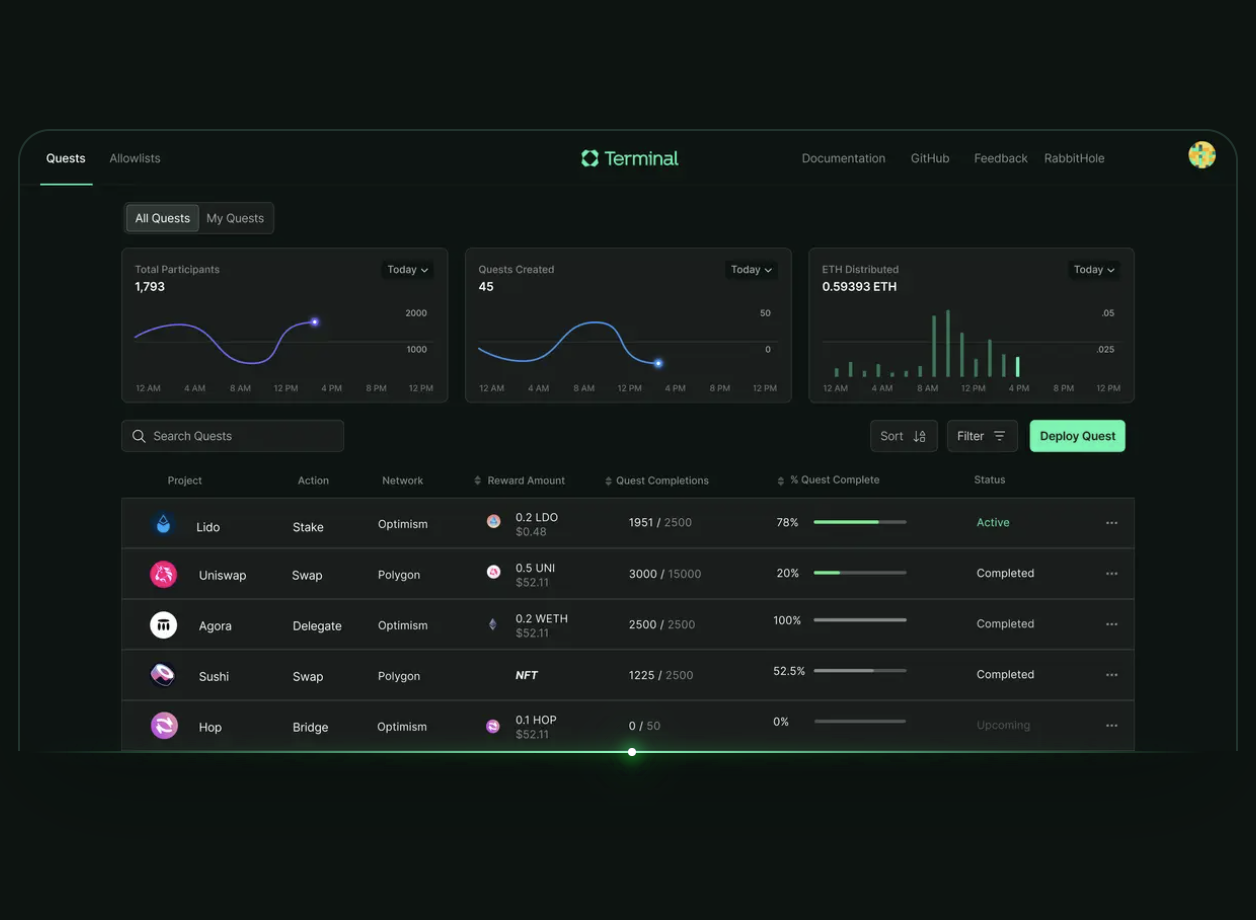 Quests Allowlists Terminal Documentation GitHub Feedback RabbitHole
All Quests My Quests
Total Participants Today
1,793
2000
1000
12 AM 4 AM 8 AM 12 PM 4 PM 8 PM 12 PM
Quests Created Today
45
50
0
12 AM 4 AM 8 AM 12 PM 4 PM 8 PM 12 PM
ETH Distributed Today
0.59393 ETH
.05
.025
12 AM 4 AM 8 AM 12 PM 4 PM 8 PM 12 PM
Search Quests Sort Filter Deploy Quest
Project Action Network Reward Amount Quest Completions % Quest Complete Status
Lido Stake Optimism 0.2 LDO 1951 / 2500 78% Active
$0.48
Uniswap Swap Polygon 0.5 UNI 3000 / 15000 20% Completed
$52.11
Agora Delegate Optimism 0.2 WETH 2500 / 2500 100% Completed
$52.11
Sushi Swap Polygon NFT 1225 / 2500 52.5% Completed
Hop Bridge Optimism 0.1 HOP 0 / 50 0% Upcoming
$52.11